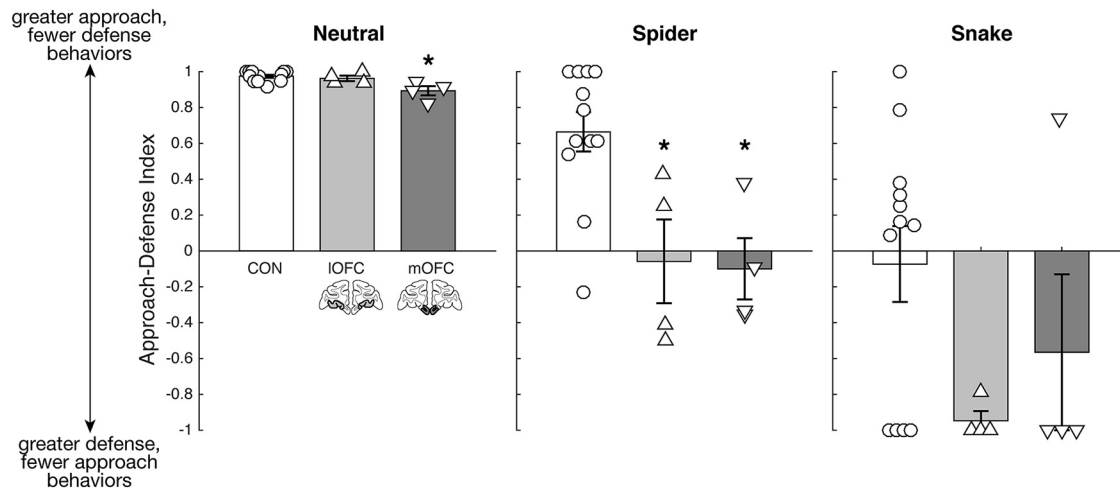 greater approach,
fewer defense
behaviors
Neutral
Spider
Snake
*
*
*
1
0.8
0.6
0.4
0.2
0
-0.2
-0.4
-0.6
-0.8
-1
Approach-Defense Index
CON
lOFC
mOFC
greater defense,
fewer approach
behaviors